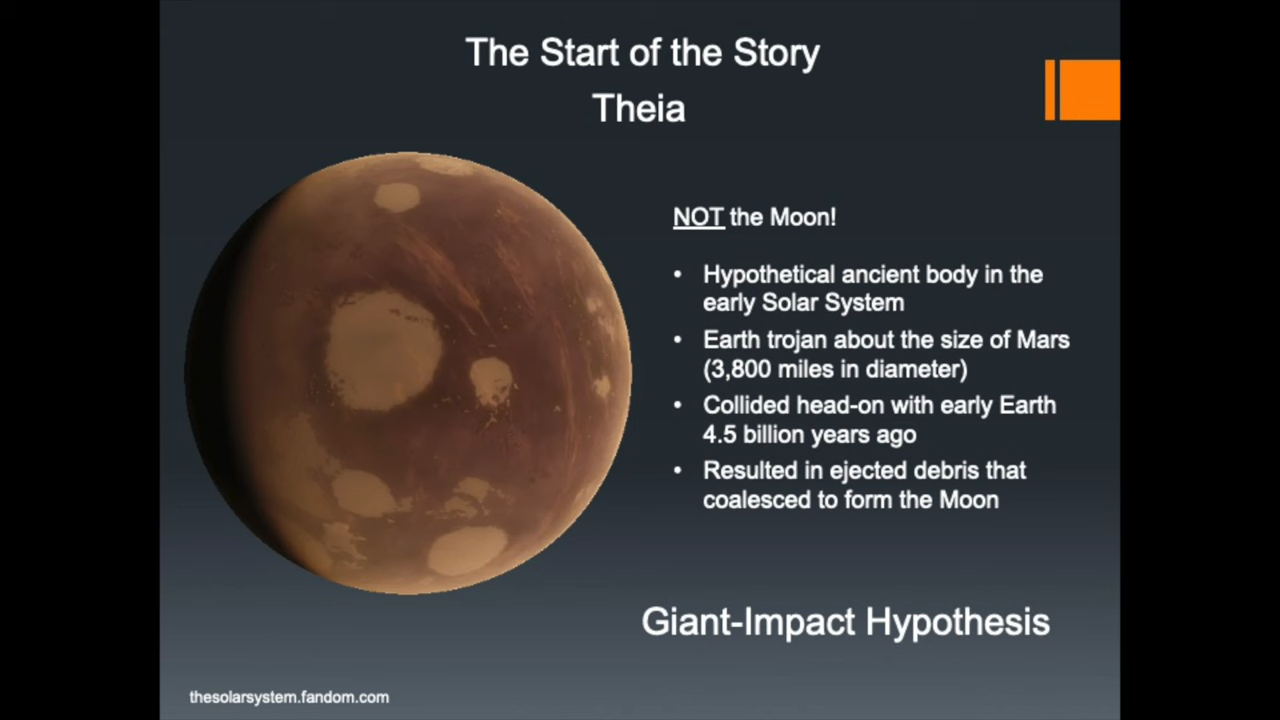 The Start of the Story
Theia
NOT the Moon!
• Hypothetical ancient body in the
early Solar System
• Earth trojan about the size of Mars
(3,800 miles in diameter)
• Collided head-on with early Earth
4.5 billion years ago
• Resulted in ejected debris that
coalesced to form the Moon
Giant-Impact Hypothesis
thesolarsystem.fandom.com